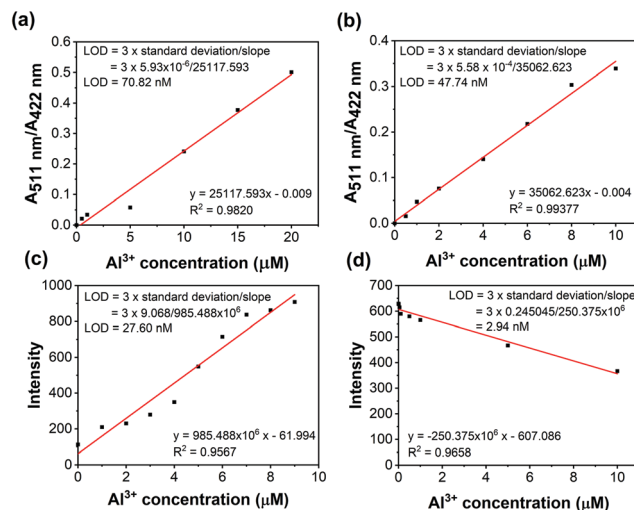 (a)
LOD = 3 x standard deviation/slope
= 3 x 5.93x10⁻⁶/25117.593
LOD = 70.82 nM
y = 25117.593x - 0.009
R² = 0.9820
0.6
0.5
0.4
0.3
0.2
0.1
0.0
0 5 10 15 20
A511 nm/A422 nm
Al³⁺ concentration (μM)
(b)
LOD = 3 x standard deviation/slope
= 3 x 5.58 x 10⁻⁴/35062.623
LOD = 47.74 nM
y = 35062.623x - 0.004
R² = 0.99377
0.4
0.3
0.2
0.1
0.0
0 2 4 6 8 10
A511 nm/A422 nm
Al³⁺ concentration (μM)
(c)
LOD = 3 x standard deviation/slope
= 3 x 9.068/985.488x10⁶
LOD = 27.60 nM
y = 985.488x10⁶ x - 61.994
R² = 0.9567
1000
800
600
400
200
0
0 2 4 6 8 10
Intensity
Al³⁺ concentration (μM)
(d)
LOD = 3 x standard deviation/slope
= 3 x 0.245045/250.375x10⁶
= 2.94 nM
y = -250.375x10⁶ x - 607.086
R² = 0.9658
700
600
500
400
300
200
100
0
0 2 4 6 8 10
Intensity
Al³⁺ concentration (μM)